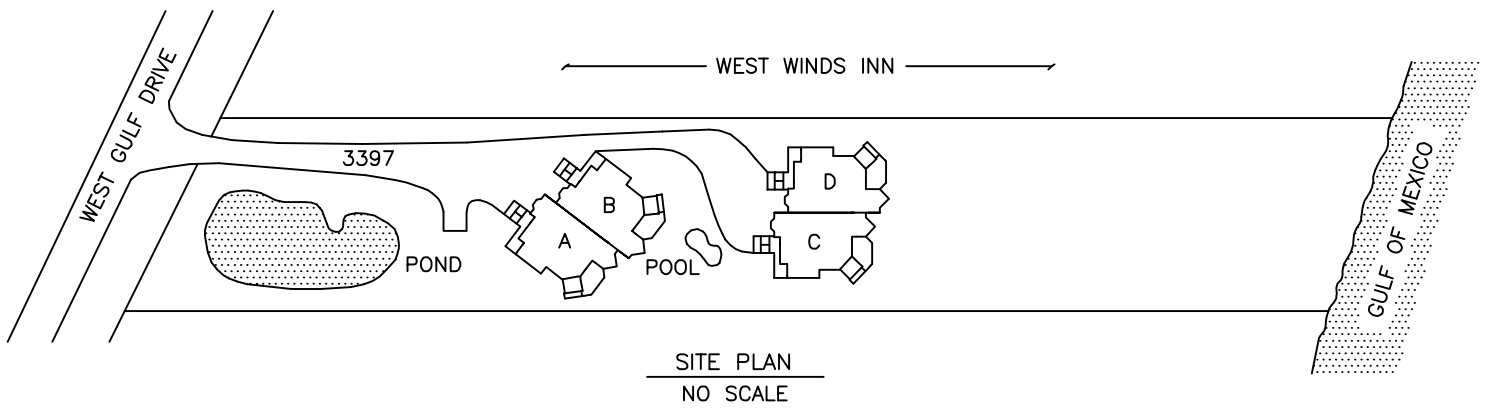 WEST GULF DRIVE
WEST WINDS INN
3397
POND
A
B
POOL
C
D
GULF OF MEXICO
SITE PLAN
NO SCALE